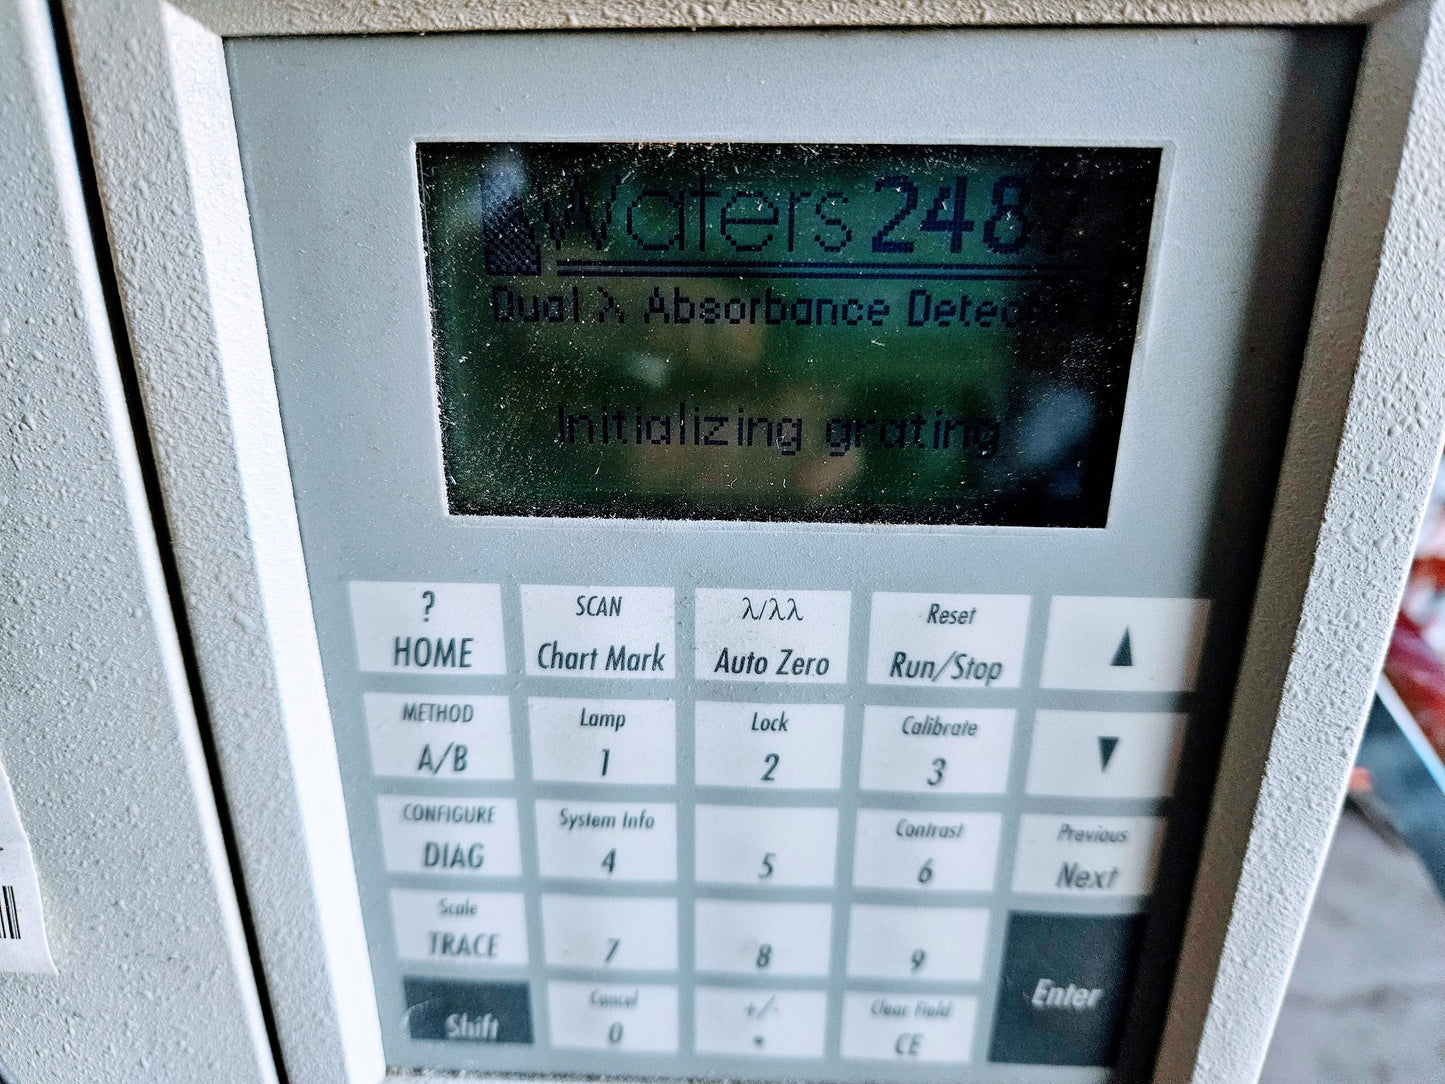 Waters 2487
Dual λ Absorbance Detector
Initializing grating
?
HOME
SCAN
Chart Mark
λ/λλ
Auto Zero
Reset
Run/Stop
▲
METHOD
A/B
Lamp
1
Lock
2
Calibrate
3
▼
CONFIGURE
DIAG
System Info
4
5
Contrast
6
Previous
Next
Scale
TRACE
7
8
9
Enter
Shift
Cancel
0
+/-
.
Clear Field
CE